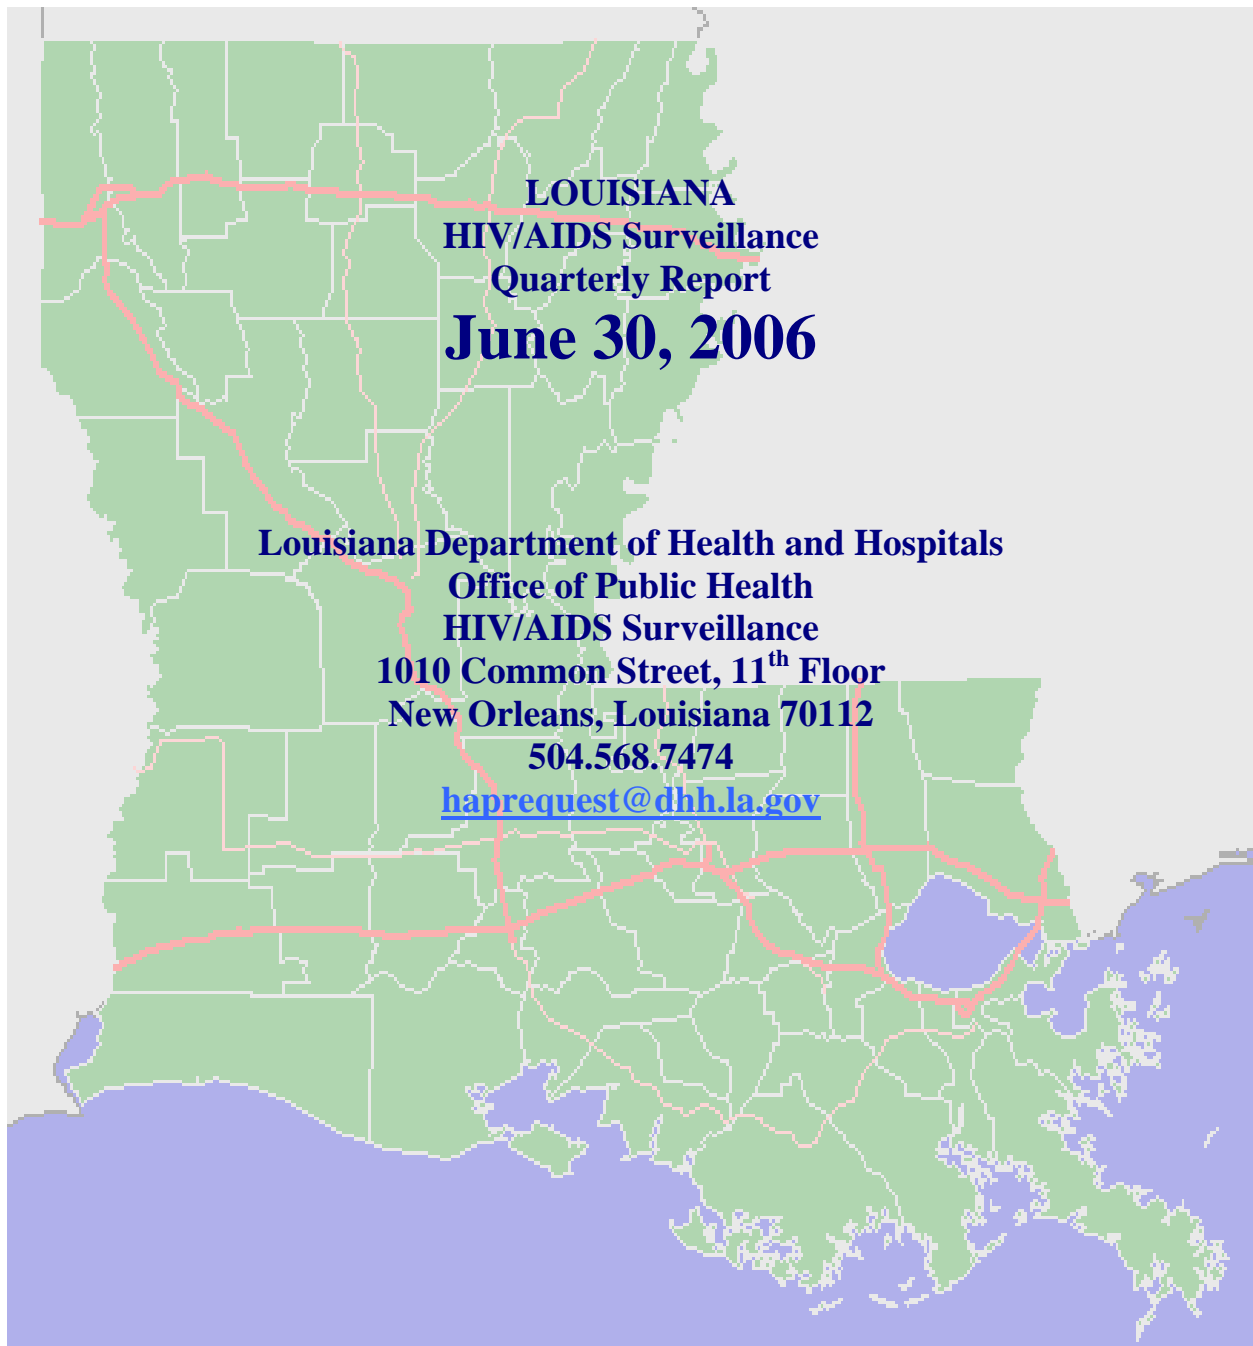 LOUISIANA
HIV/AIDS Surveillance
Quarterly Report
June 30, 2006
Louisiana Department of Health and Hospitals
Office of Public Health
HIV/AIDS Surveillance
1010 Common Street, 11th Floor
New Orleans, Louisiana 70112
504.568.7474
haprequest@dhh.la.gov